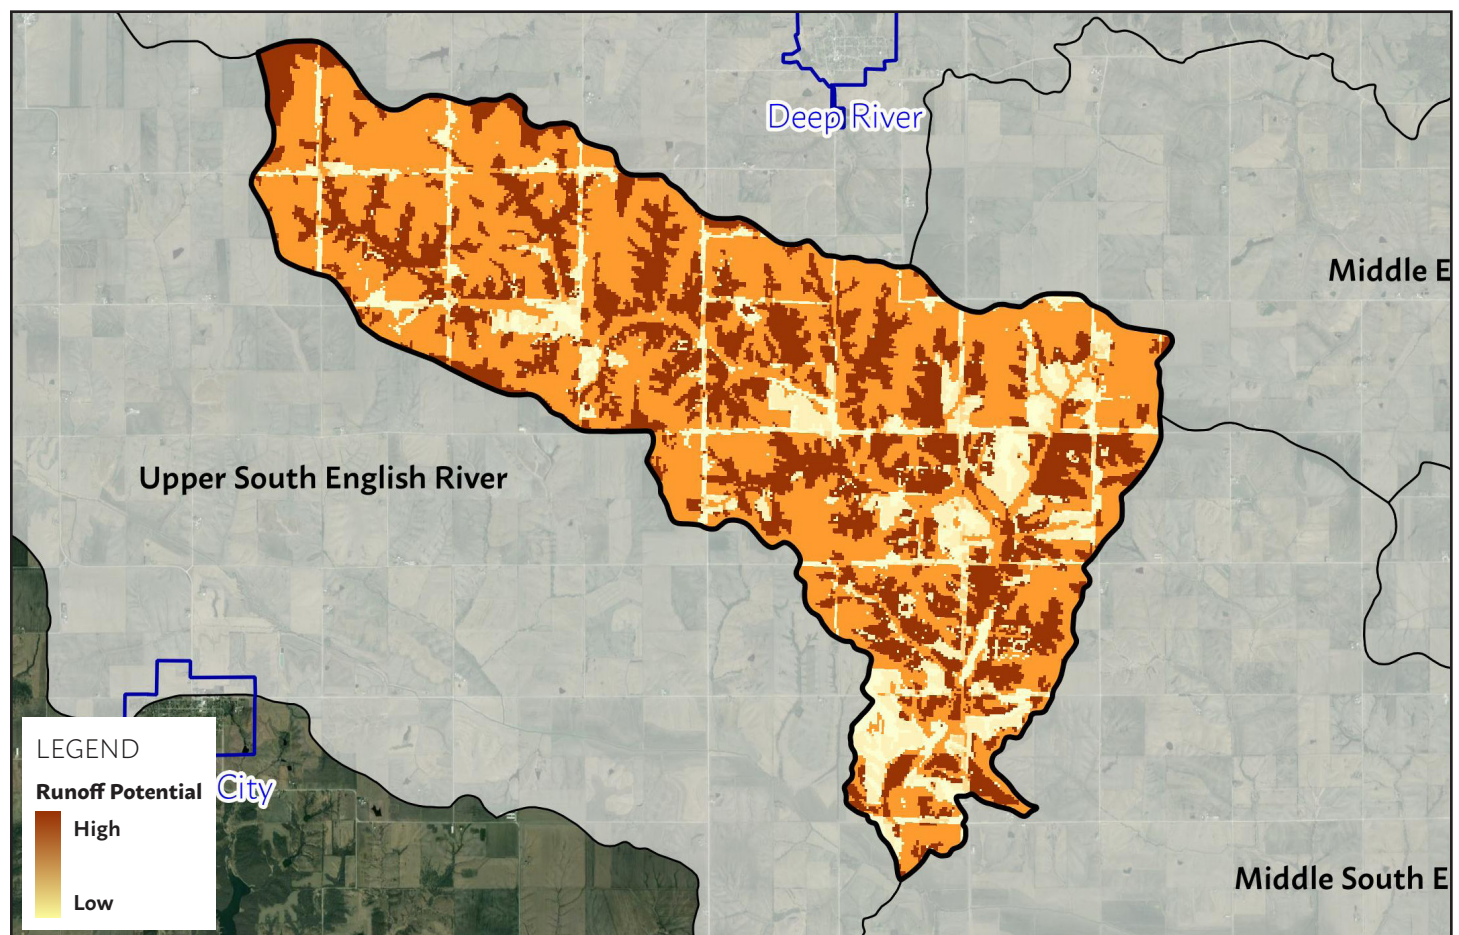 Deep River
Middle E
Upper South English River
LEGEND
Runoff Potential
High
Low
City
Middle South E